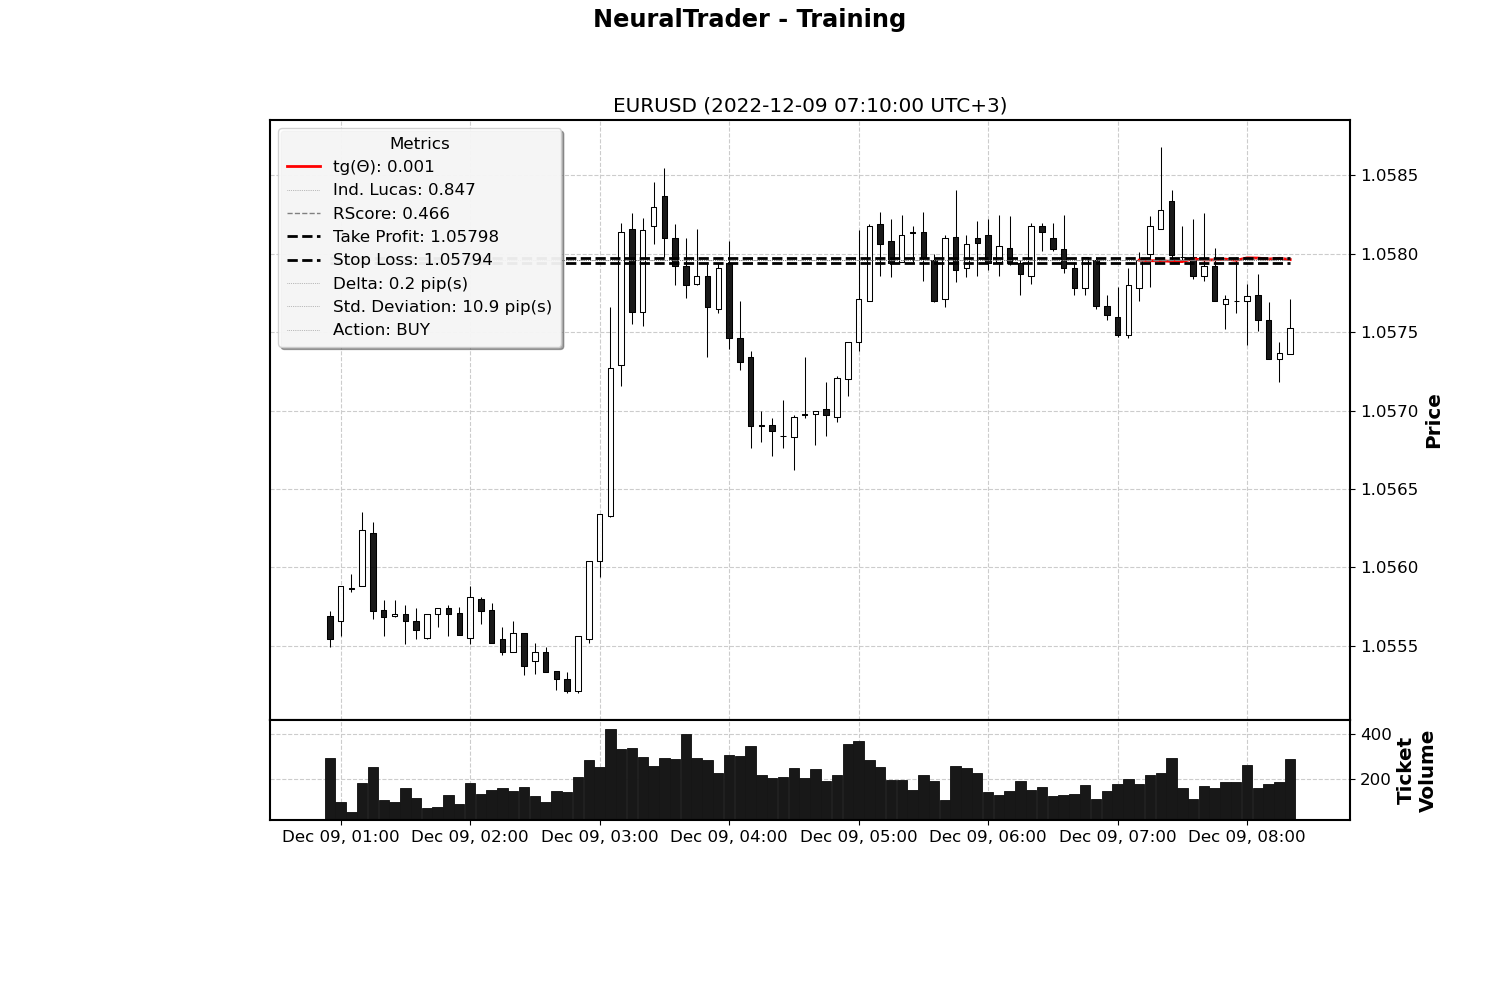 NeuralTrader - Training
EURUSD (2022-12-09 07:10:00 UTC+3)
Metrics
tg(Θ): 0.001
Ind. Lucas: 0.847
RScore: 0.466
Take Profit: 1.05798
Stop Loss: 1.05794
Delta: 0.2 pip(s)
Std. Deviation: 10.9 pip(s)
Action: BUY
1.0585
1.0580
1.0575
1.0570
1.0565
1.0560
1.0555
Price
400
200
Ticket
Volume
Dec 09, 01:00
Dec 09, 02:00
Dec 09, 03:00
Dec 09, 04:00
Dec 09, 05:00
Dec 09, 06:00
Dec 09, 07:00
Dec 09, 08:00